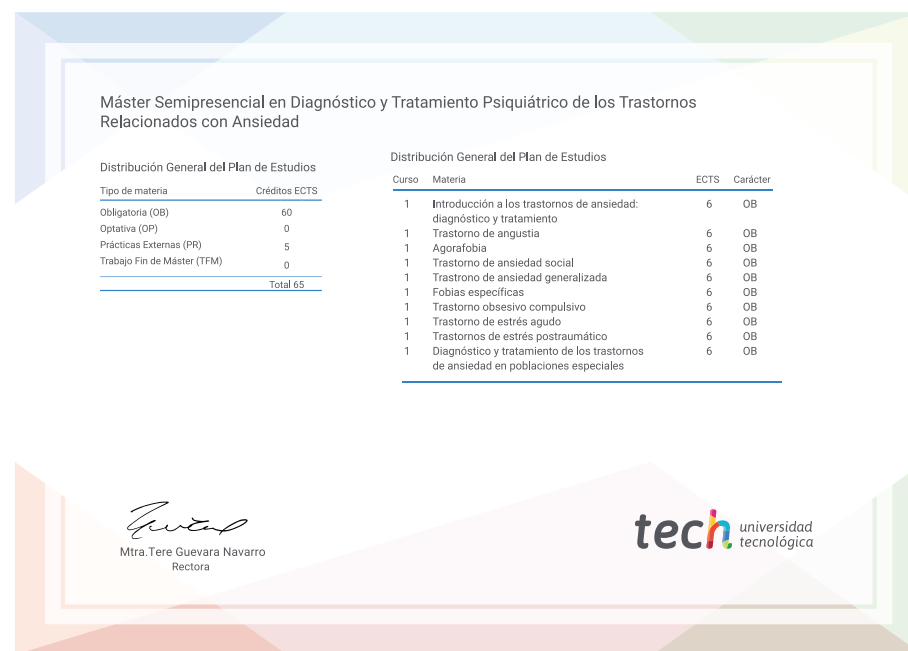 Máster Semipresencial en Diagnóstico y Tratamiento Psiquiátrico de los Trastornos
Relacionados con Ansiedad
Distribución General del Plan de Estudios
Tipo de materia Créditos ECTS
Obligatoria (OB) 60
Optativa (OP) 0
Prácticas Externas (PR) 5
Trabajo Fin de Máster (TFM) 0
Total 65
Distribución General del Plan de Estudios
Curso Materia ECTS Carácter
1 Introducción a los trastornos de ansiedad: 6 OB
diagnóstico y tratamiento
1 Trastorno de angustia 6 OB
1 Agorafobia 6 OB
1 Trastorno de ansiedad social 6 OB
1 Trastrono de ansiedad generalizada 6 OB
1 Fobias específicas 6 OB
1 Trastorno obsesivo compulsivo 6 OB
1 Trastorno de estrés agudo 6 OB
1 Trastornos de estrés postraumático 6 OB
1 Diagnóstico y tratamiento de los trastornos 6 OB
de ansiedad en poblaciones especiales
Mtra.Tere Guevara Navarro
Rectora
tech universidad
tecnológica